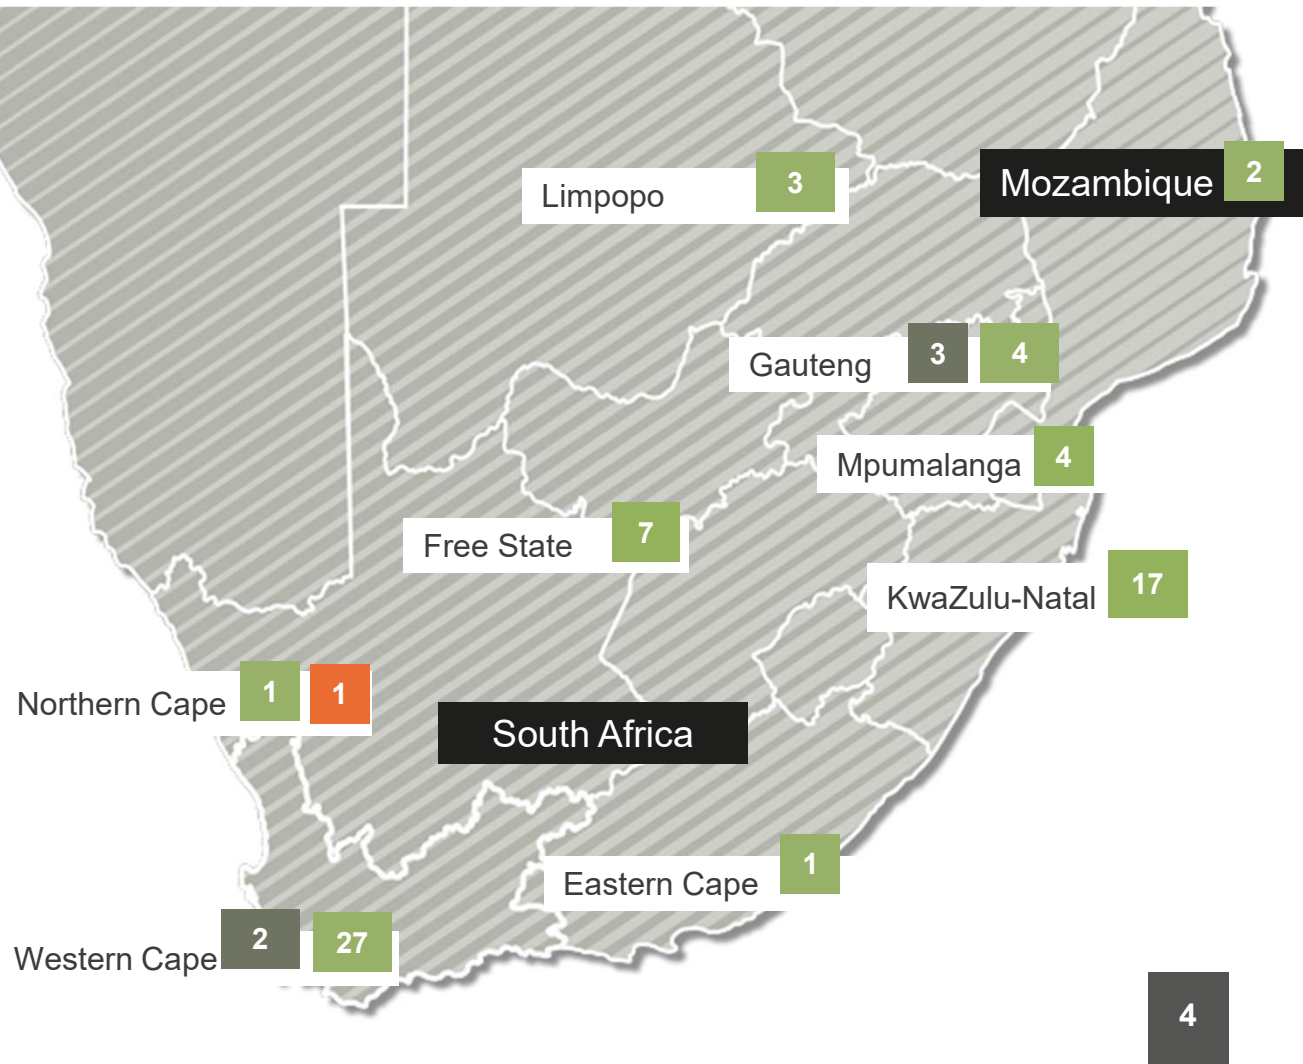 Limpopo 3
Mozambique 2
Gauteng 3 4
Mpumalanga 4
Free State 7
KwaZulu-Natal 17
Northern Cape 1 1
South Africa
Eastern Cape 1
Western Cape 2 27
4